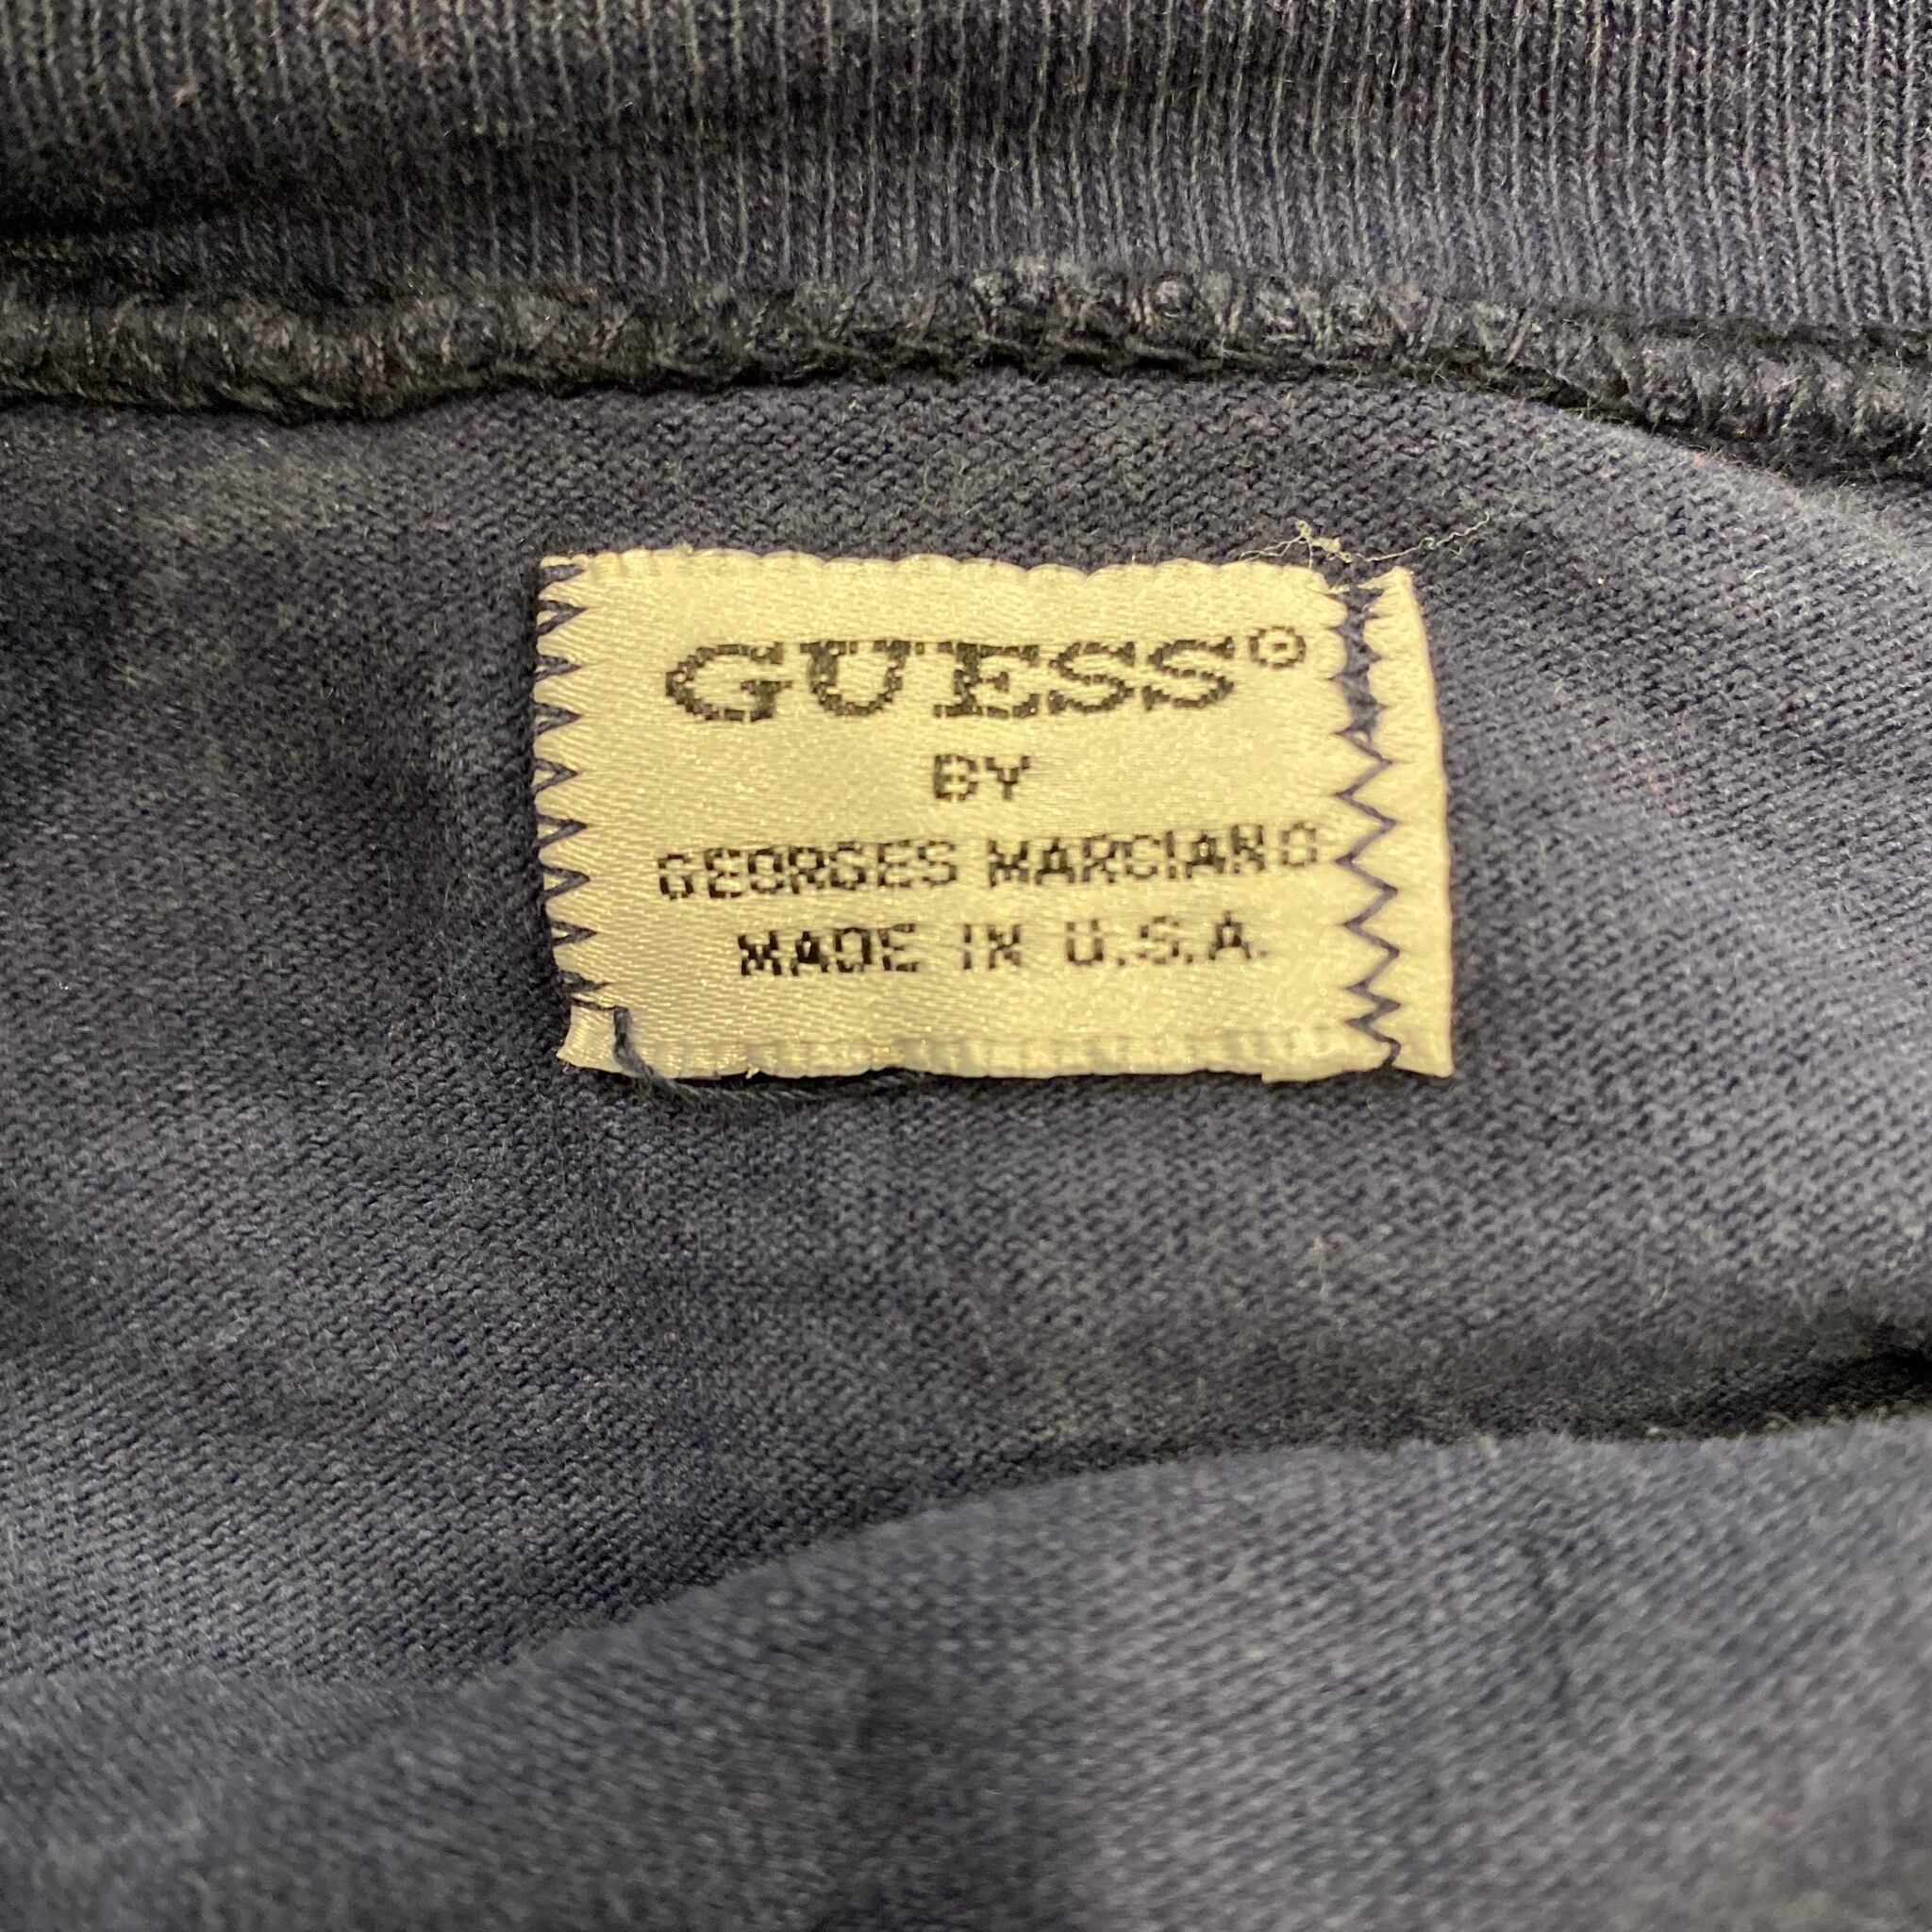 GUESS®
BY
GEORGES MARCIANO
MADE IN U.S.A.